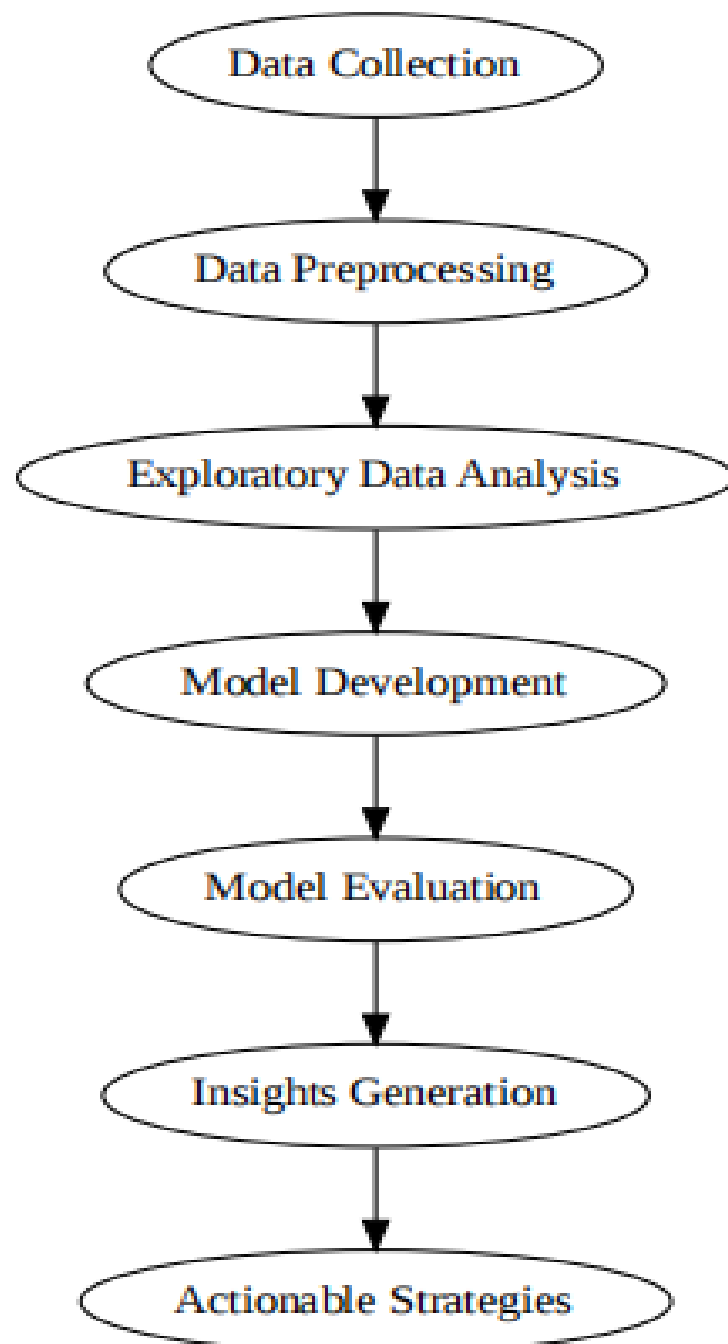 Data Collection
Data Preprocessing
Exploratory Data Analysis
Model Development
Model Evaluation
Insights Generation
Actionable Strategies